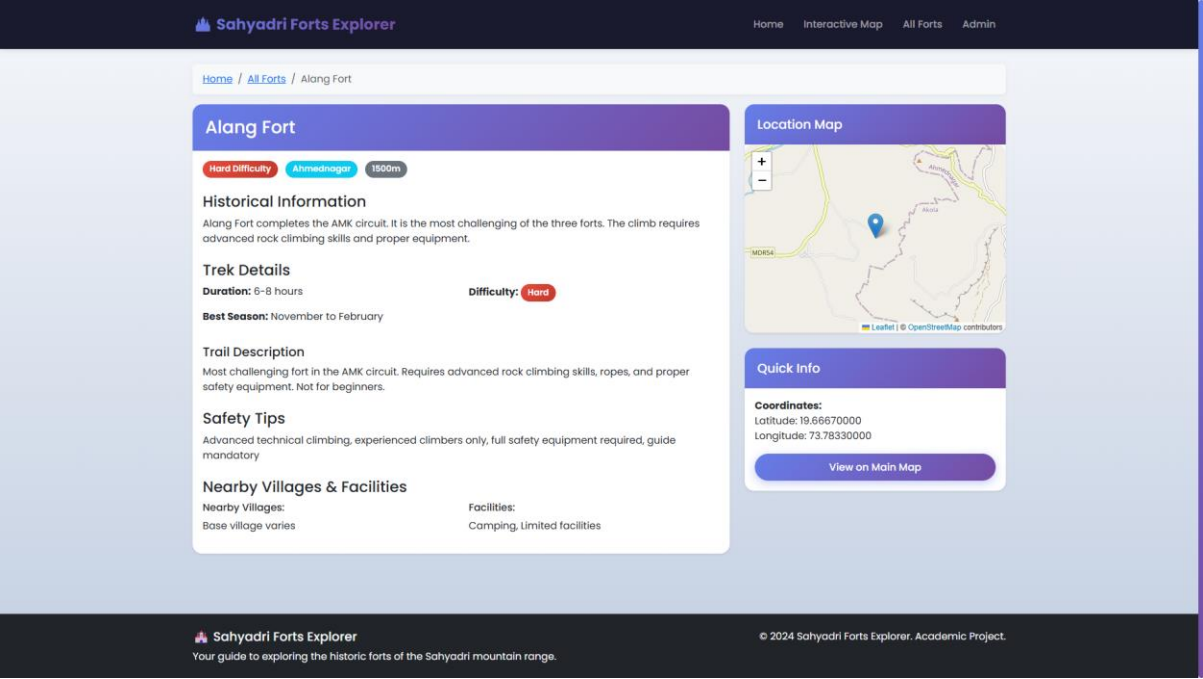 Sahyadri Forts Explorer
Home Interactive Map All Forts Admin
Home / All Forts / Alang Fort
Alang Fort
Hard Difficulty Ahmednagar 1500m
Historical Information
Alang Fort completes the AMK circuit. It is the most challenging of the three forts. The climb requires
advanced rock climbing skills and proper equipment.
Trek Details
Duration: 6-8 hours
Difficulty: Hard
Best Season: November to February
Trail Description
Most challenging fort in the AMK circuit. Requires advanced rock climbing skills, ropes, and proper
safety equipment. Not for beginners.
Safety Tips
Advanced technical climbing, experienced climbers only, full safety equipment required, guide
mandatory
Nearby Villages & Facilities
Nearby Villages:
Base village varies
Facilities:
Camping, Limited facilities
Location Map
+
−
Ahmednagar
Akola
MDR54
Leaflet | © OpenStreetMap contributors
Quick Info
Coordinates:
Latitude: 19.66670000
Longitude: 73.78330000
View on Main Map
Sahyadri Forts Explorer
Your guide to exploring the historic forts of the Sahyadri mountain range.
© 2024 Sahyadri Forts Explorer. Academic Project.